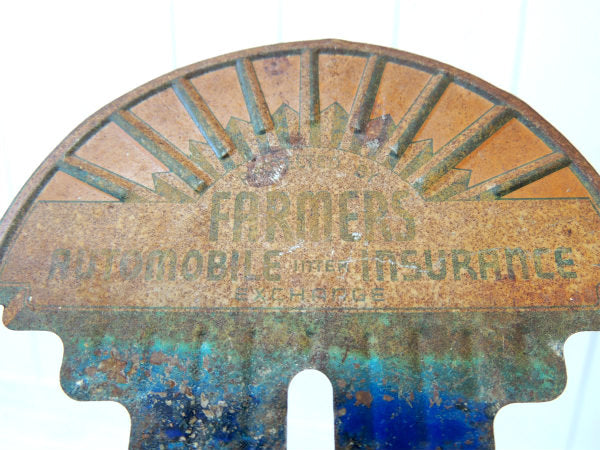 FARMERS
AUTOMOBILE INTER INSURANCE
EXCHANGE